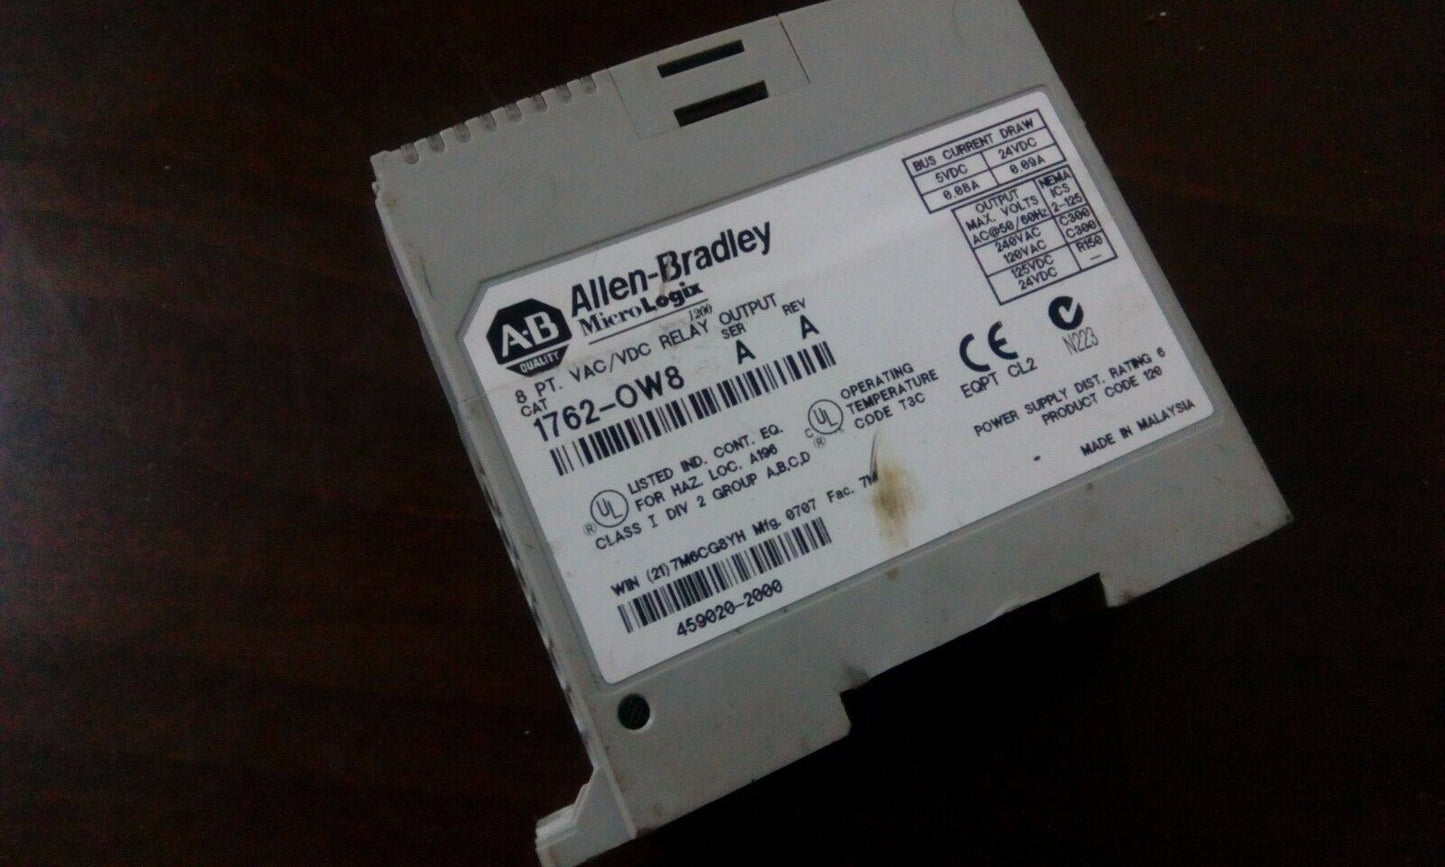 A·B
QUALITY
Allen-Bradley
MicroLogix
1200
8 PT. VAC/VDC RELAY OUTPUT
CAT SER REV
1762-OW8 A A
UL
LISTED IND. CONT. EQ.
FOR HAZ. LOC. A196
CLASS I DIV 2 GROUP A,B,C,D
C UL
OPERATING
TEMPERATURE
CODE T3C
WIN (21) 7M6CG8YH Mfg. 0707 Fac. 7M
459020-2000
BUS CURRENT DRAW
5VDC 24VDC
0.08A 0.09A
OUTPUT NEMA
MAX. VOLTS ICS
AC@50/60Hz 2-125
240VAC C300
120VAC C300
125VDC R150
24VDC —
CE
EQPT CL2
N223
POWER SUPPLY DIST. RATING 6
PRODUCT CODE 120
MADE IN MALAYSIA